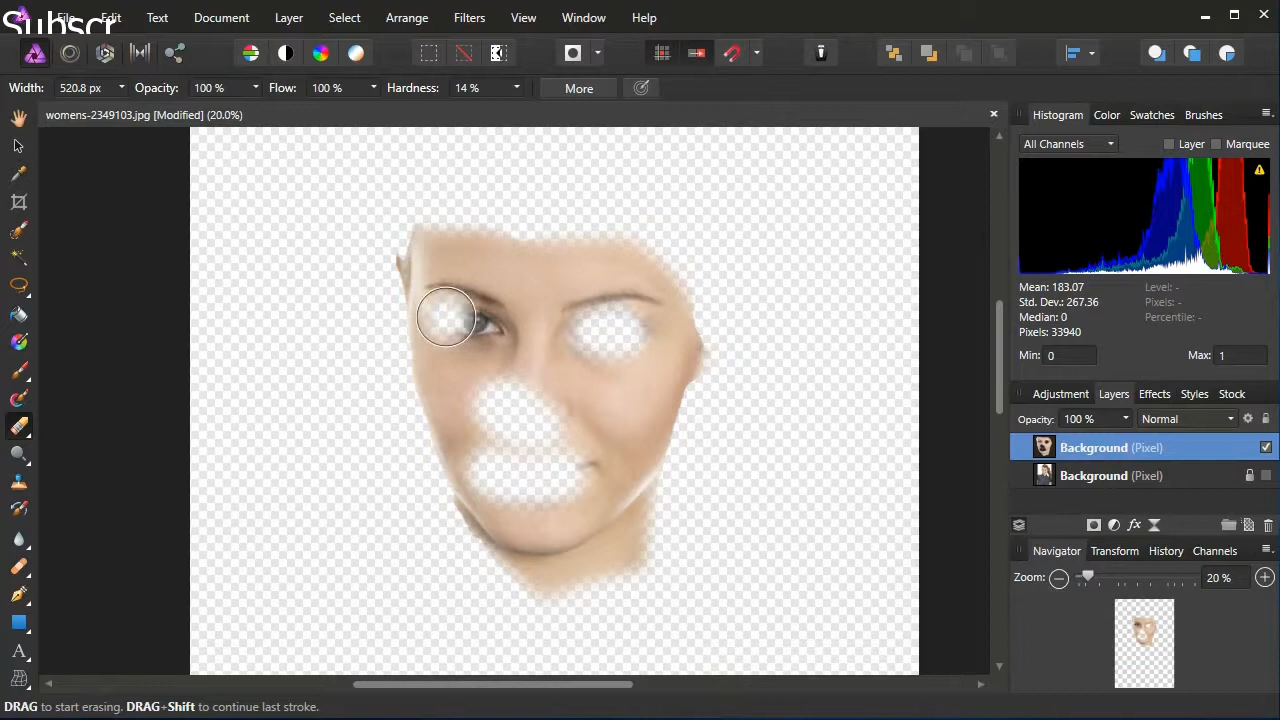 Subscr
File Edit Text Document Layer Select Arrange Filters View Window Help
Width: 520.8 px Opacity: 100 % Flow: 100 % Hardness: 14 % More
womens-2349103.jpg [Modified] (20.0%)
Histogram Color Swatches Brushes
All Channels Layer Marquee
Mean: 183.07 Level: -
Std. Dev.: 267.36 Pixels: -
Median: 0 Percentile: -
Pixels: 33940
Min: 0 Max: 1
Adjustment Layers Effects Styles Stock
Opacity: 100 % Normal
Background (Pixel)
Background (Pixel)
Navigator Transform History Channels
Zoom: 20 %
DRAG to start erasing. DRAG+Shift to continue last stroke.